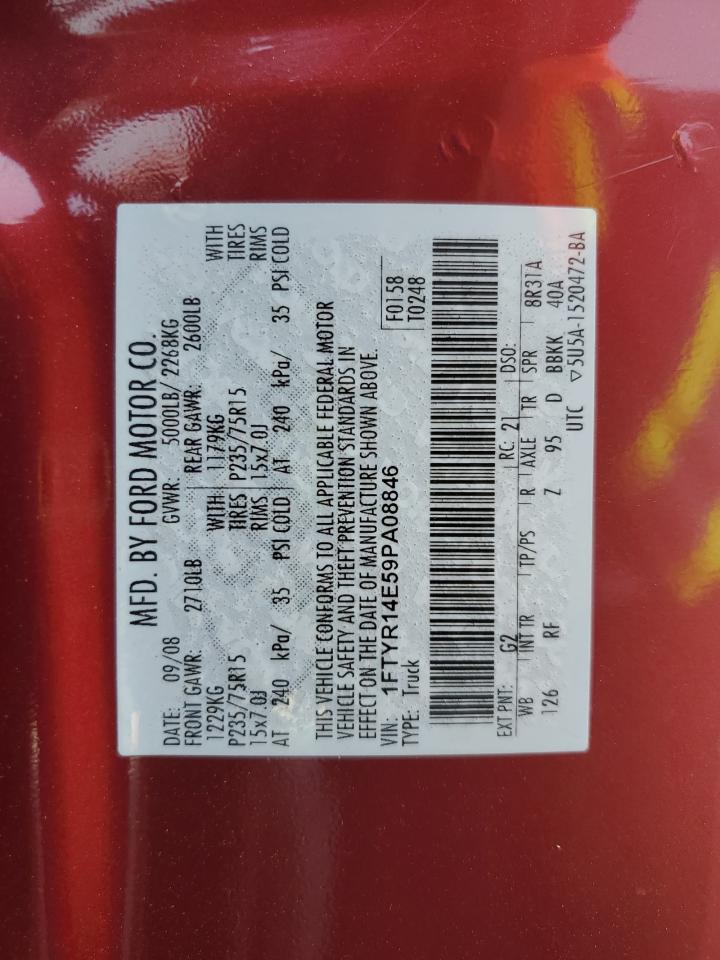 MFD. BY FORD MOTOR CO.
DATE: 09/08 GVWR: 5000LB/ 2268KG
FRONT GAWR: 2710LB REAR GAWR: 2600LB
1229KG WITH 1179KG WITH
P235/75R15 TIRES P235/75R15 TIRES
15x7.0J RIMS 15x7.0J RIMS
AT 240 kPa/ 35 PSI COLD AT 240 kPa/ 35 PSI COLD
THIS VEHICLE CONFORMS TO ALL APPLICABLE FEDERAL MOTOR
VEHICLE SAFETY AND THEFT PREVENTION STANDARDS IN
EFFECT ON THE DATE OF MANUFACTURE SHOWN ABOVE.
VIN: 1FTYR14E59PA08846 F0158
TYPE: Truck T0248
EXT PNT: G2 RC: 21 DSO:
WB INT TR TP/PS R AXLE TR SPR 8R31A
126 RF Z 95 D BBKK 40A
UTC ▽5U5A-1520472-BA